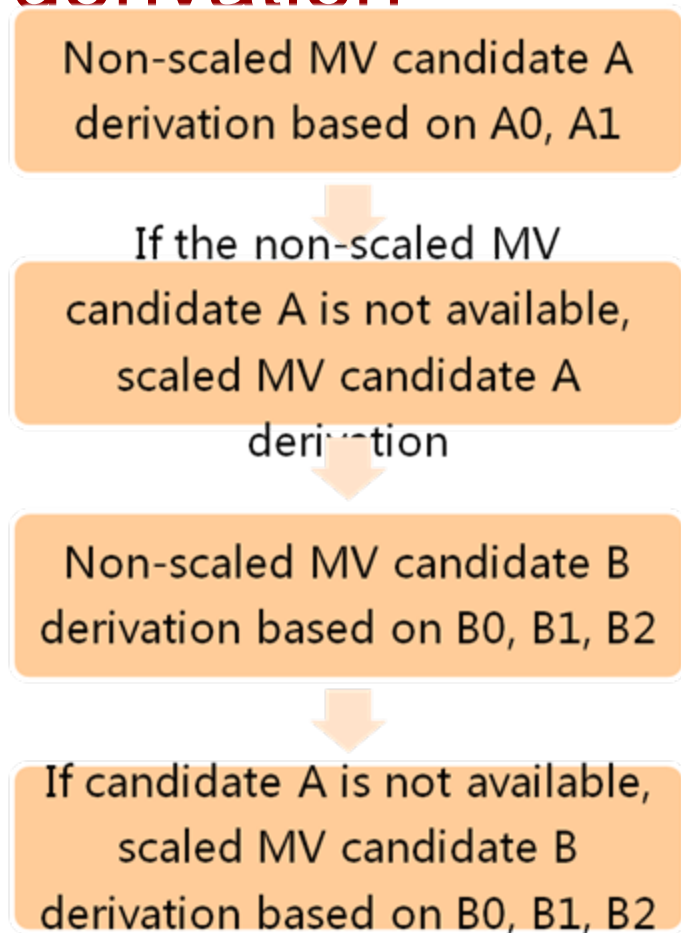 derivation
Non-scaled MV candidate A
derivation based on A0, A1
If the non-scaled MV
candidate A is not available,
scaled MV candidate A
derivation
Non-scaled MV candidate B
derivation based on B0, B1, B2
If candidate A is not available,
scaled MV candidate B
derivation based on B0, B1, B2